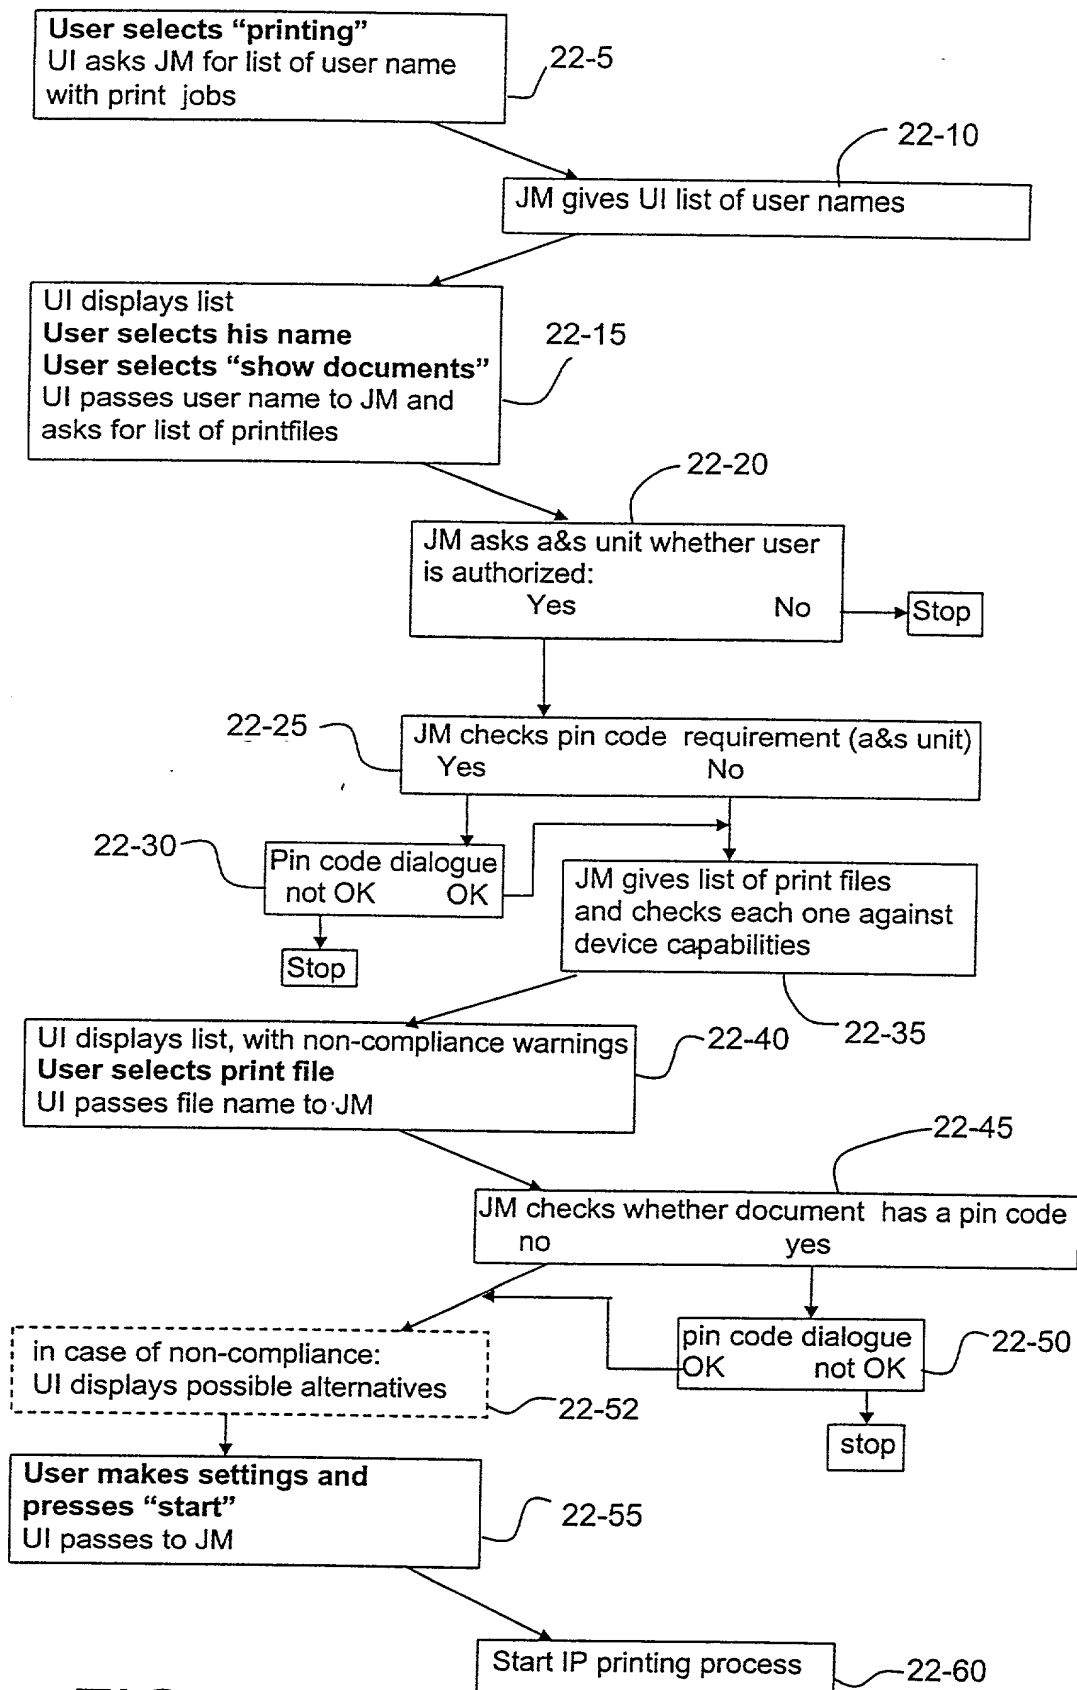 User selects “printing”
UI asks JM for list of user name
with print jobs
22-5
22-10
JM gives UI list of user names
UI displays list
User selects his name
User selects “show documents”
UI passes user name to JM and
asks for list of printfiles
22-15
22-20
JM asks a&s unit whether user
is authorized:
Yes No
Stop
22-25
JM checks pin code requirement (a&s unit)
Yes No
22-30
Pin code dialogue
not OK OK
Stop
JM gives list of print files
and checks each one against
device capabilities
22-35
UI displays list, with non-compliance warnings
User selects print file
UI passes file name to JM
22-40
22-45
JM checks whether document has a pin code
no yes
pin code dialogue
OK not OK
22-50
stop
in case of non-compliance:
UI displays possible alternatives
22-52
User makes settings and
presses “start”
UI passes to JM
22-55
Start IP printing process
22-60